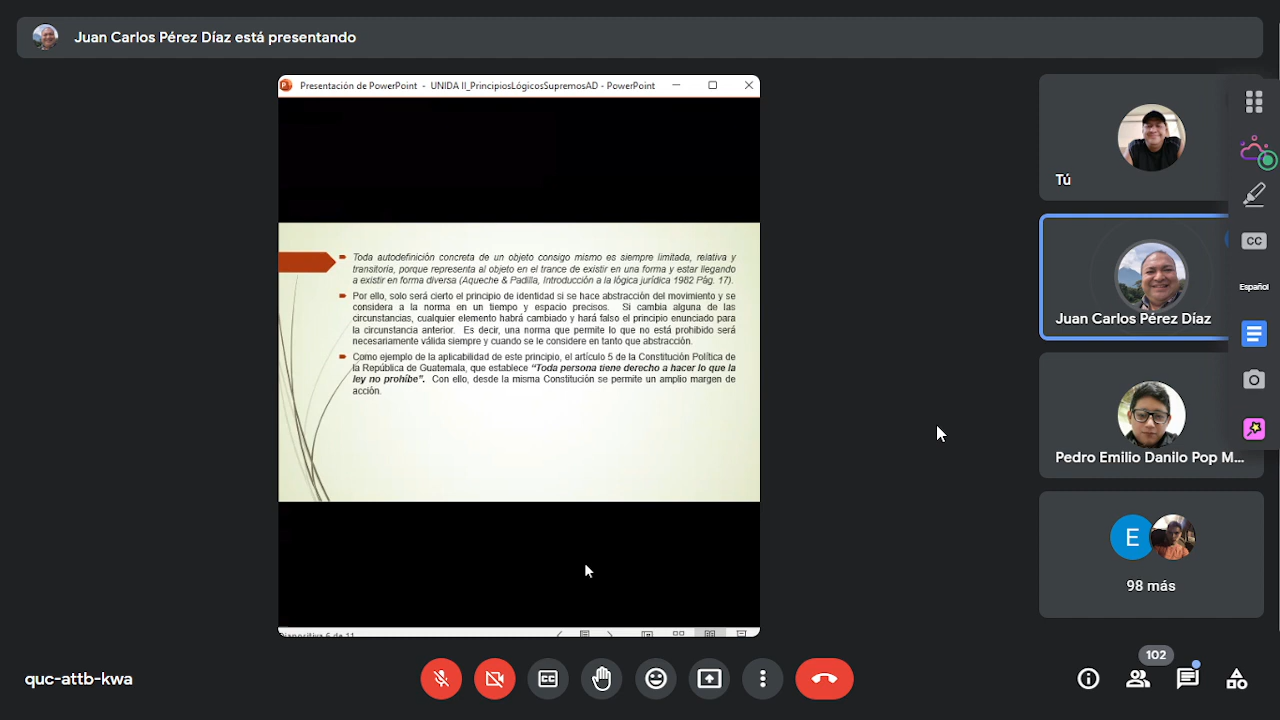 Juan Carlos Pérez Díaz está presentando
Presentación de PowerPoint - UNIDA II_PrincipiosLógicosSupremosAD - PowerPoint
Toda autodefinición concreta de un objeto consigo mismo es siempre limitada, relativa y
transitoria, porque representa al objeto en el trance de existir en una forma y estar llegando
a existir en forma diversa (Aqueche & Padilla, Introducción a la lógica jurídica 1982 Pág. 17).
Por ello, solo será cierto el principio de identidad si se hace abstracción del movimiento y se
considera a la norma en un tiempo y espacio precisos. Si cambia alguna de las
circunstancias, cualquier elemento habrá cambiado y hará falso el principio enunciado para
la circunstancia anterior. Es decir, una norma que permite lo que no está prohibido será
necesariamente válida siempre y cuando se le considere en tanto que abstracción.
Como ejemplo de la aplicabilidad de este principio, el artículo 5 de la Constitución Política de
la República de Guatemala, que establece “Toda persona tiene derecho a hacer lo que la
ley no prohíbe”. Con ello, desde la misma Constitución se permite un amplio margen de
acción.
Diapositiva 6 de 11
Tú
Juan Carlos Pérez Díaz
Pedro Emilio Danilo Pop M...
E
98 más
CC
Español
quc-attb-kwa
CC
102